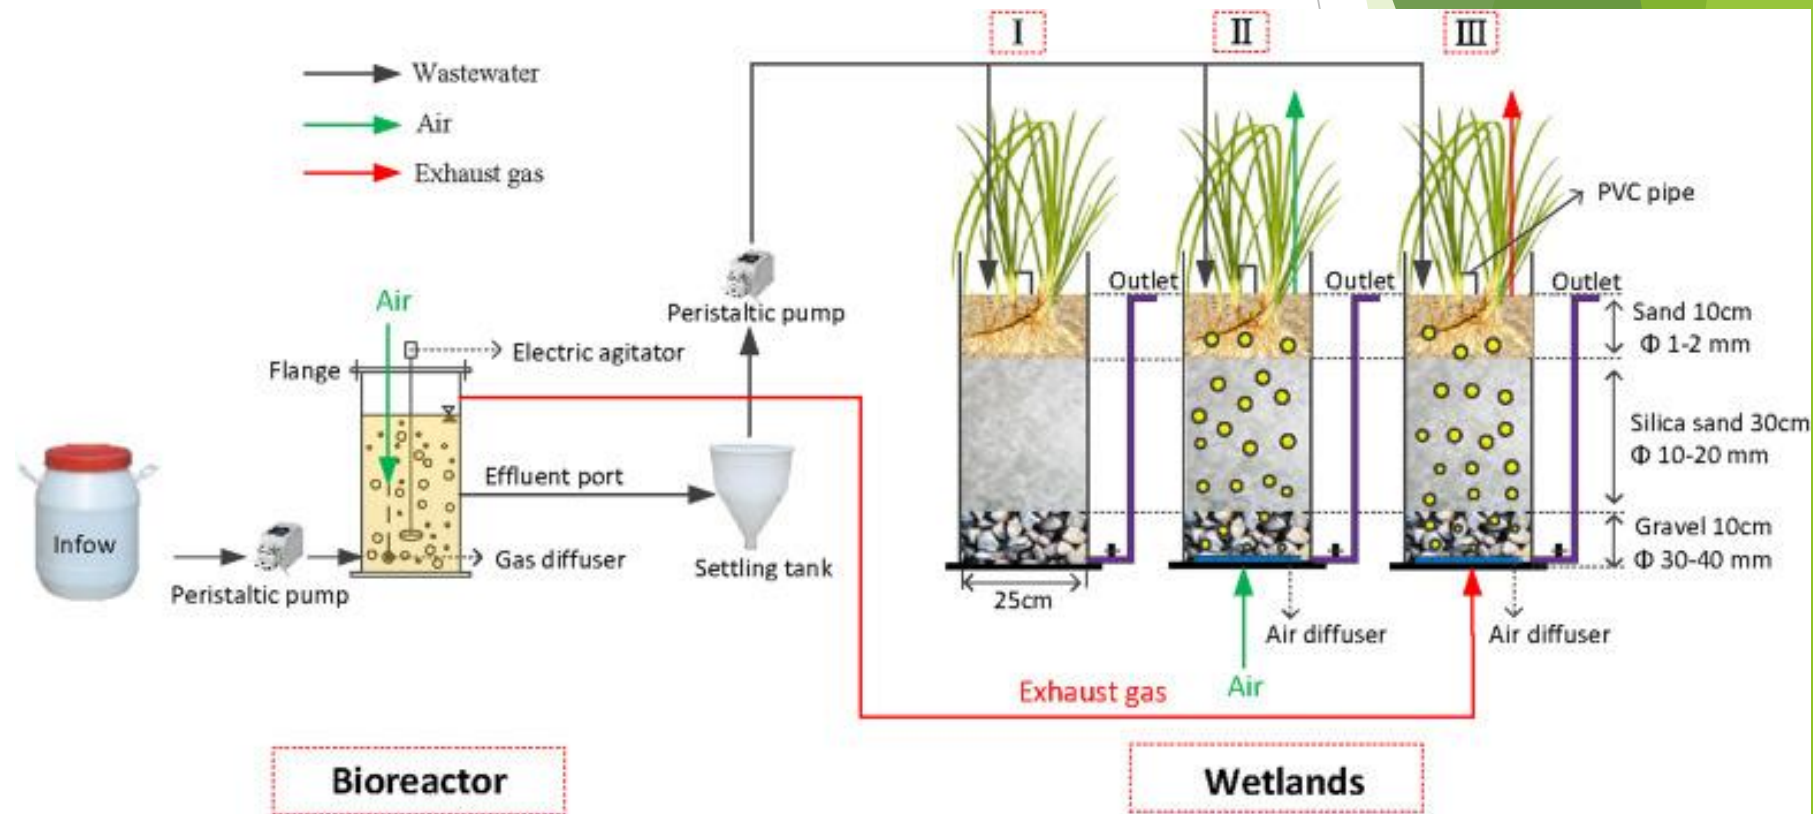 I
II
III
Wastewater
Air
Exhaust gas
PVC pipe
Outlet
Outlet
Outlet
Air
Peristaltic pump
Sand 10cm
Φ 1-2 mm
Electric agitator
Flange
Silica sand 30cm
Φ 10-20 mm
Effluent port
Infow
Gas diffuser
Settling tank
Gravel 10cm
Φ 30-40 mm
Peristaltic pump
25cm
Air diffuser
Air diffuser
Exhaust gas
Air
Bioreactor
Wetlands